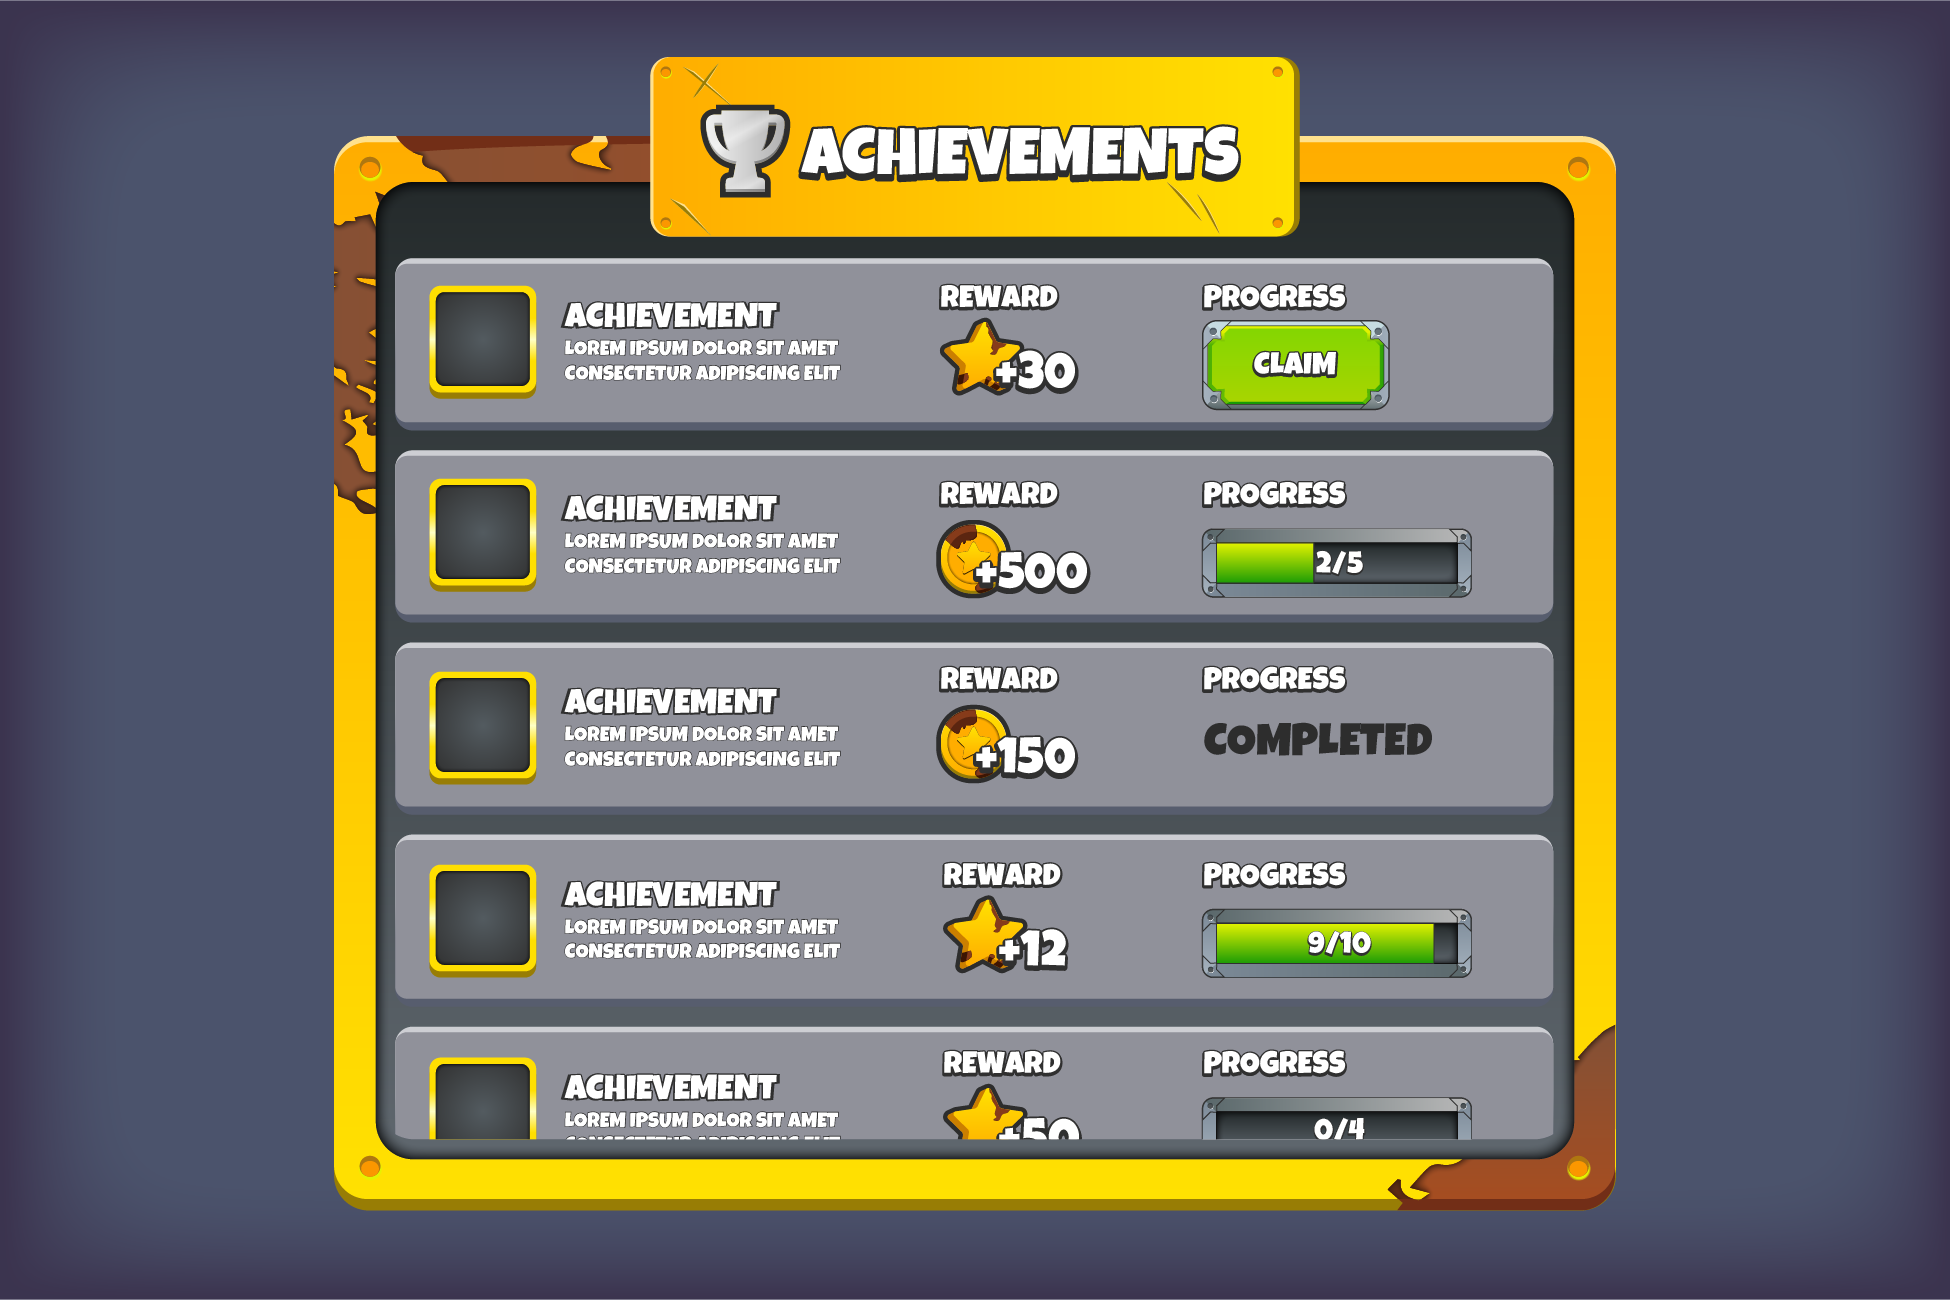 ACHIEVEMENTS
ACHIEVEMENT
LOREM IPSUM DOLOR SIT AMET
CONSECTETUR ADIPISCING ELIT
REWARD
+30
PROGRESS
CLAIM
ACHIEVEMENT
LOREM IPSUM DOLOR SIT AMET
CONSECTETUR ADIPISCING ELIT
REWARD
+500
PROGRESS
2/5
ACHIEVEMENT
LOREM IPSUM DOLOR SIT AMET
CONSECTETUR ADIPISCING ELIT
REWARD
+150
PROGRESS
COMPLETED
ACHIEVEMENT
LOREM IPSUM DOLOR SIT AMET
CONSECTETUR ADIPISCING ELIT
REWARD
+12
PROGRESS
9/10
ACHIEVEMENT
LOREM IPSUM DOLOR SIT AMET
REWARD
+50
PROGRESS
0/4